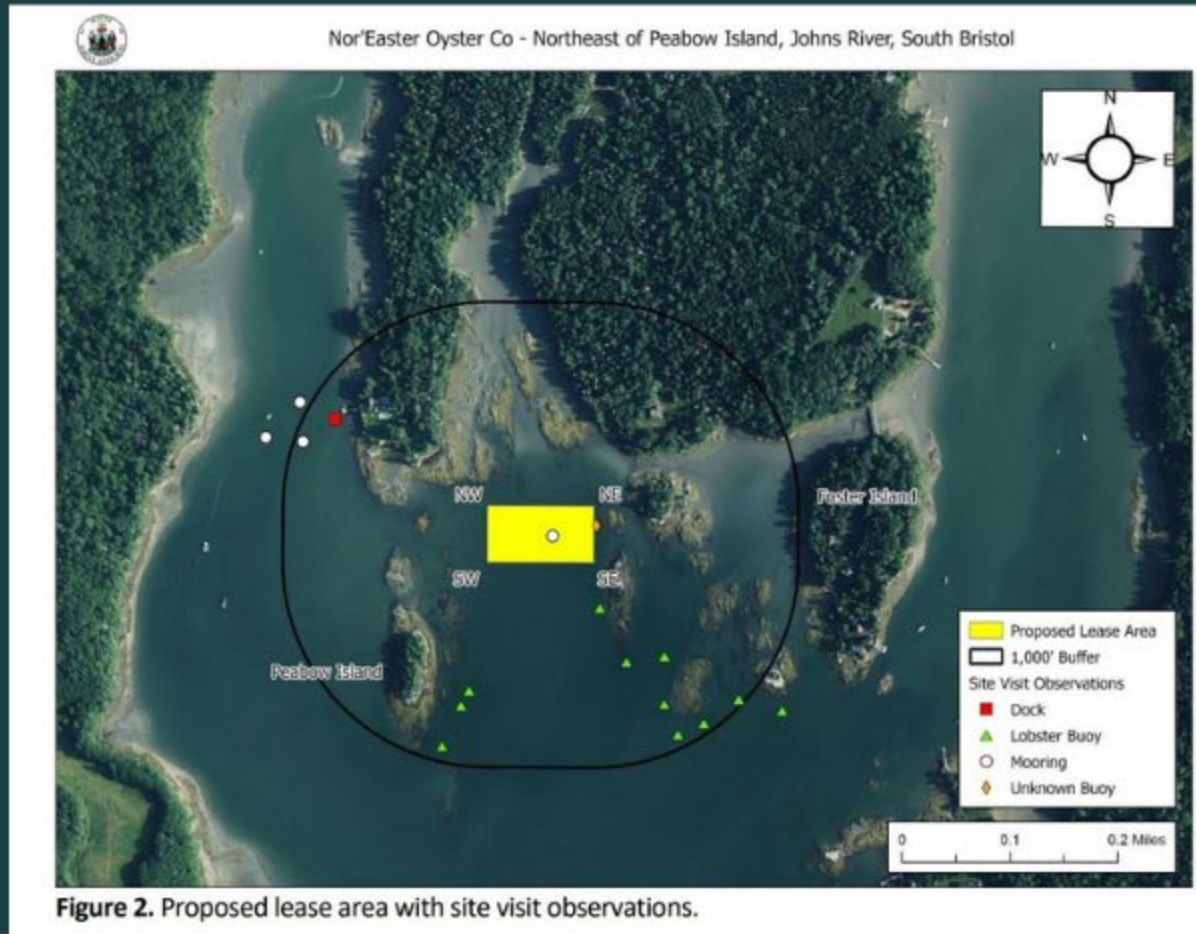 Nor'Easter Oyster Co - Northeast of Peabow Island, Johns River, South Bristol
N
W
E
S
NW
NE
Foster Island
SW
SE
Peabow Island
Proposed Lease Area
1,000' Buffer
Site Visit Observations
Dock
Lobster Buoy
Mooring
Unknown Buoy
0
0.1
0.2 Miles
Figure 2. Proposed lease area with site visit observations.